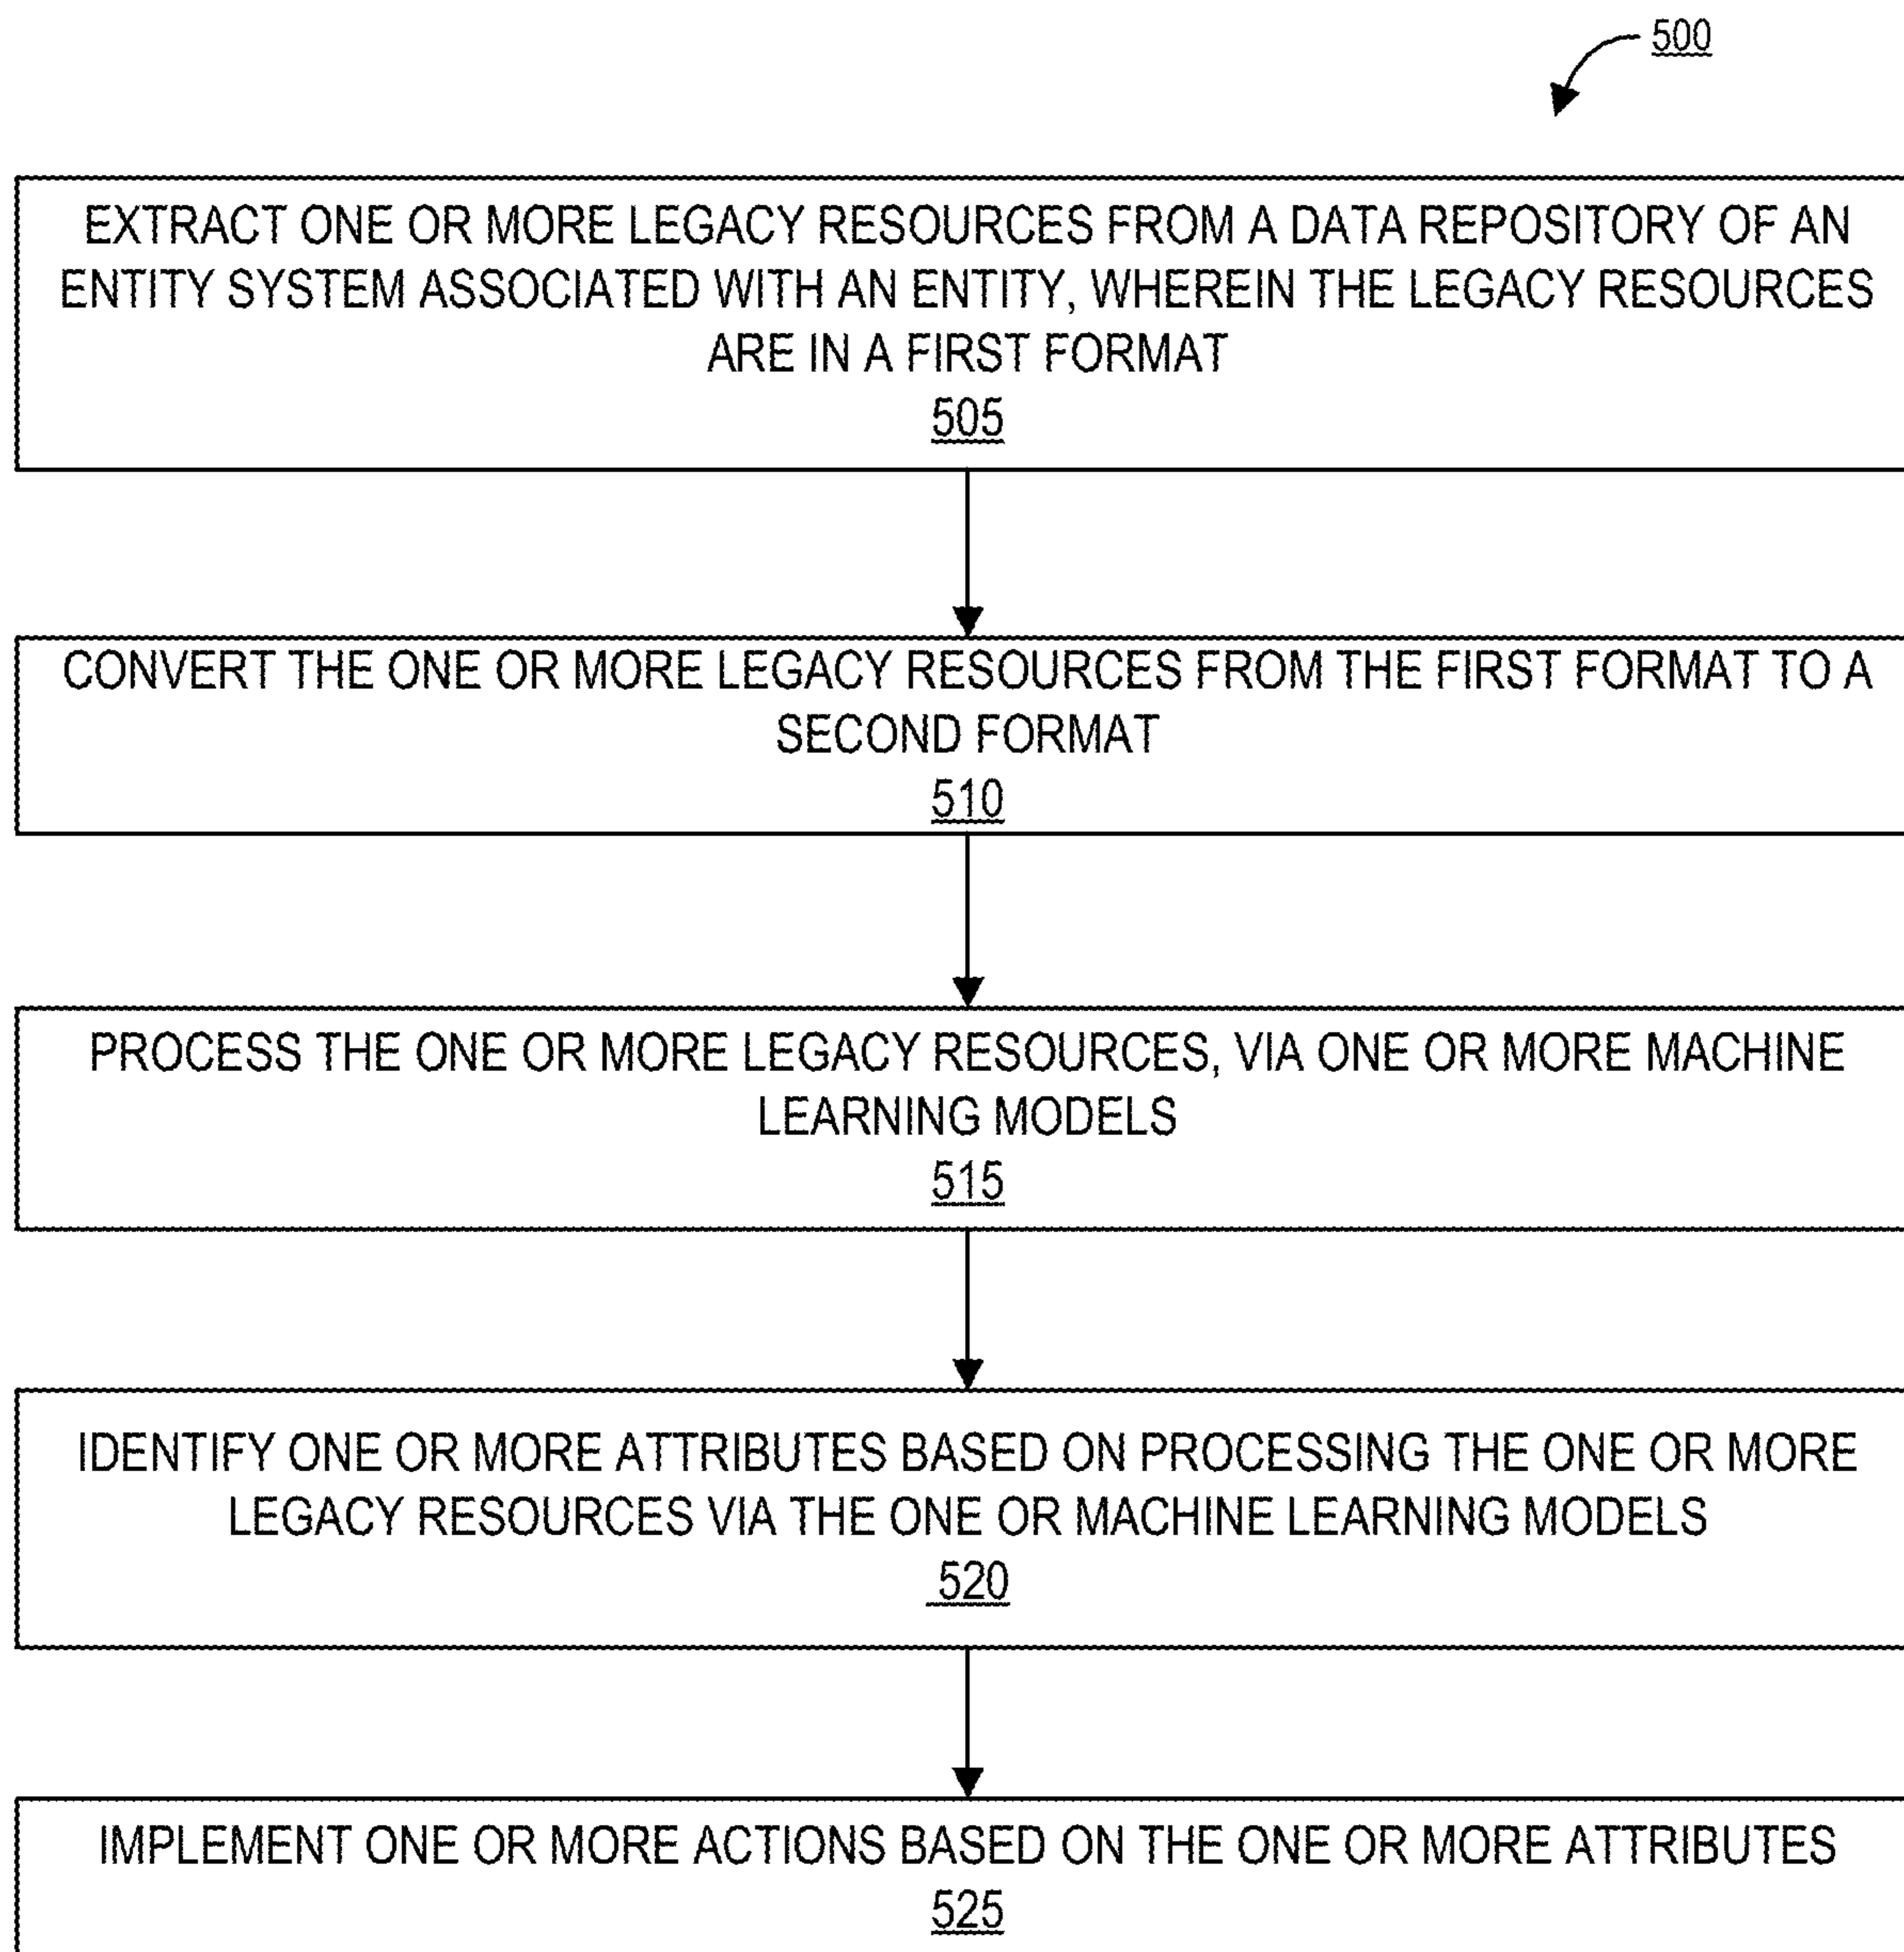 500
EXTRACT ONE OR MORE LEGACY RESOURCES FROM A DATA REPOSITORY OF AN
ENTITY SYSTEM ASSOCIATED WITH AN ENTITY, WHEREIN THE LEGACY RESOURCES
ARE IN A FIRST FORMAT
505
CONVERT THE ONE OR MORE LEGACY RESOURCES FROM THE FIRST FORMAT TO A
SECOND FORMAT
510
PROCESS THE ONE OR MORE LEGACY RESOURCES, VIA ONE OR MORE MACHINE
LEARNING MODELS
515
IDENTIFY ONE OR MORE ATTRIBUTES BASED ON PROCESSING THE ONE OR MORE
LEGACY RESOURCES VIA THE ONE OR MACHINE LEARNING MODELS
520
IMPLEMENT ONE OR MORE ACTIONS BASED ON THE ONE OR MORE ATTRIBUTES
525